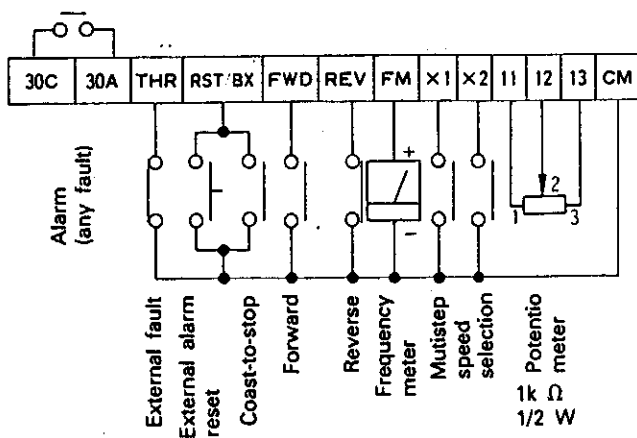 30C 30A THR RST/BX FWD REV FM X1 X2 11 12 13 CM
+
2
1 3
-
Alarm
(any fault)
External fault
External alarm
reset
Coast-to-stop
Forward
Reverse
Frequency
meter
Mutistep
speed
selection
Potentio
meter
1k Ω
1/2 W